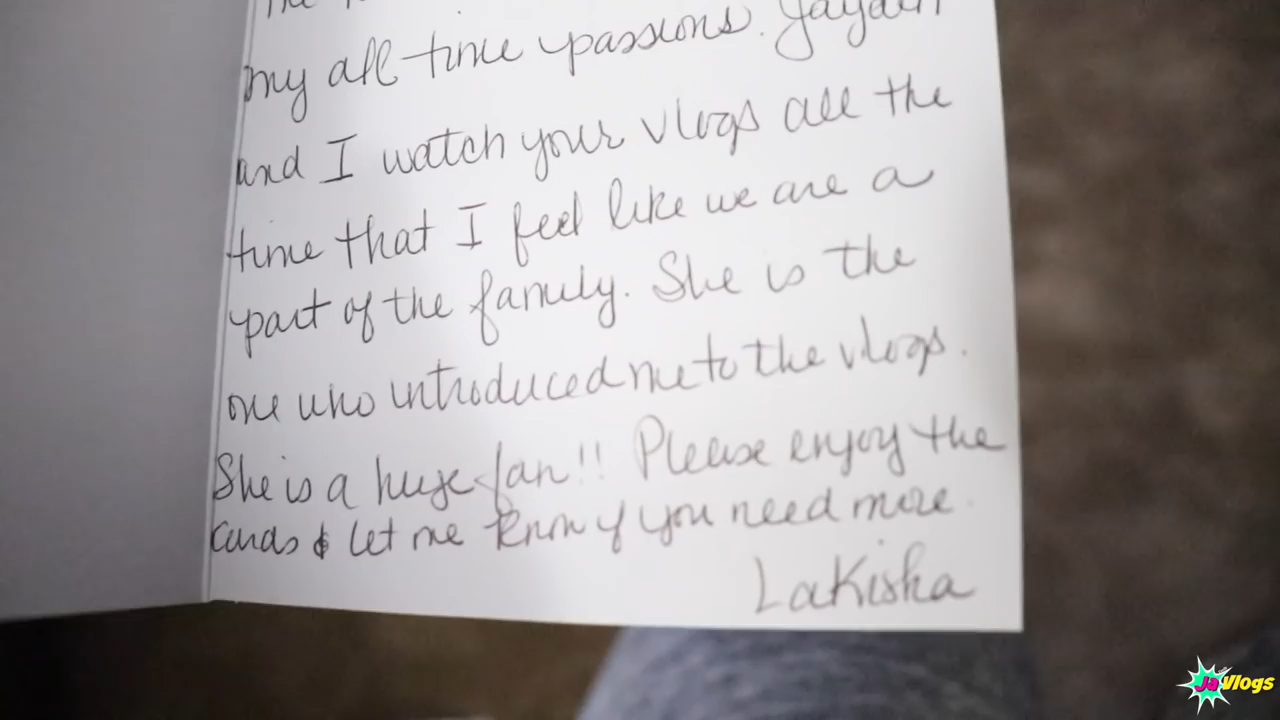 my all time passions. Jayden
and I watch your vlogs all the
time that I feel like we are a
part of the family. She is the
one who introduced me to the vlogs.
She is a huge fan!! Please enjoy the
cards & let me know if you need more.
LaKisha
JaVlogs